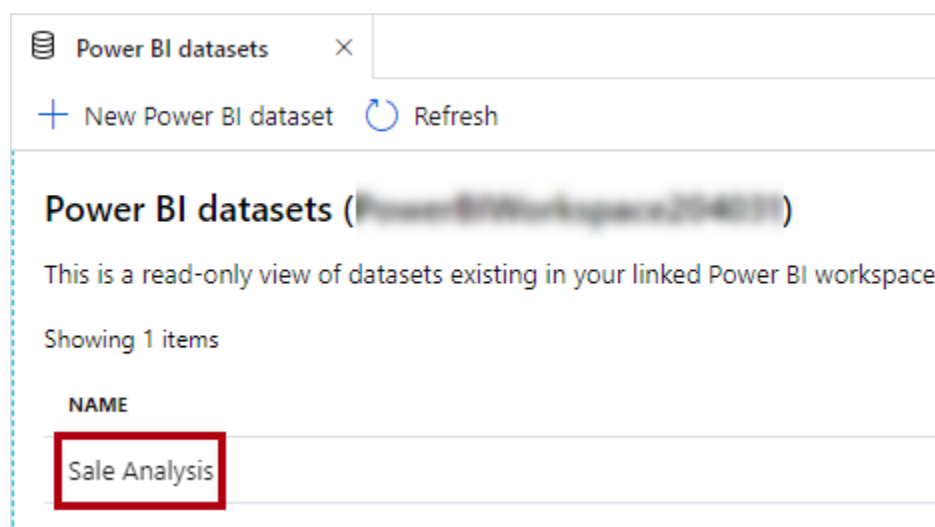 Power BI datasets
New Power BI dataset Refresh
Power BI datasets ( )
This is a read-only view of datasets existing in your linked Power BI workspace
Showing 1 items
NAME
Sale Analysis